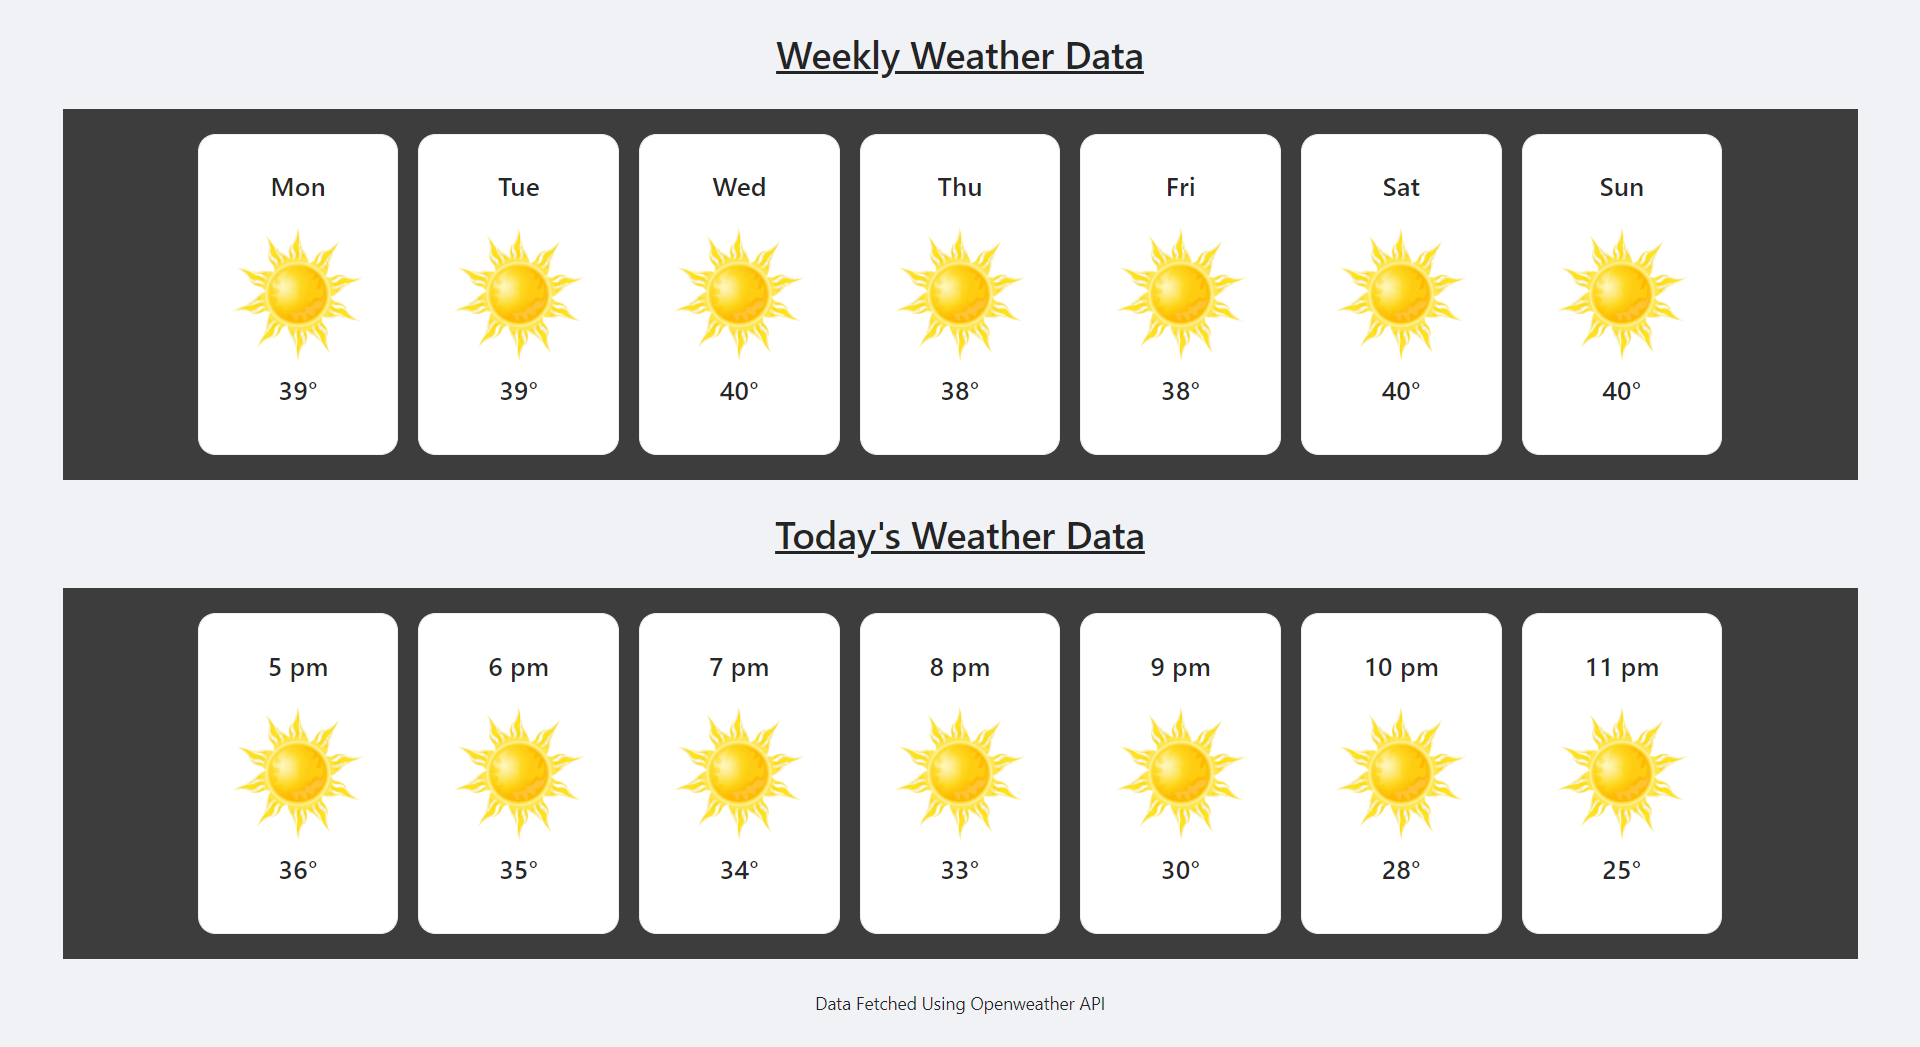 Weekly Weather Data
Mon Tue Wed Thu Fri Sat Sun
39° 39° 40° 38° 38° 40° 40°
Today's Weather Data
5 pm 6 pm 7 pm 8 pm 9 pm 10 pm 11 pm
36° 35° 34° 33° 30° 28° 25°
Data Fetched Using Openweather API